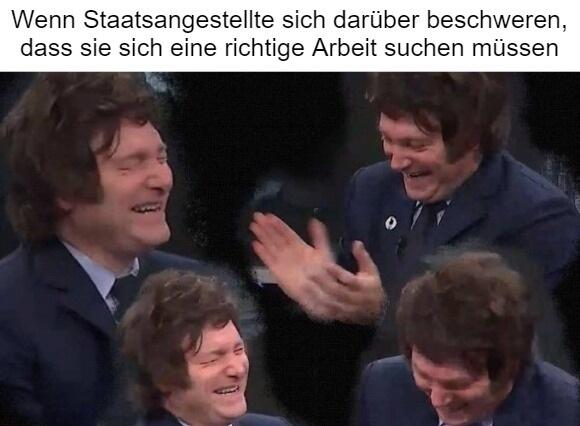 Wenn Staatsangestellte sich darüber beschweren,
dass sie sich eine richtige Arbeit suchen müssen